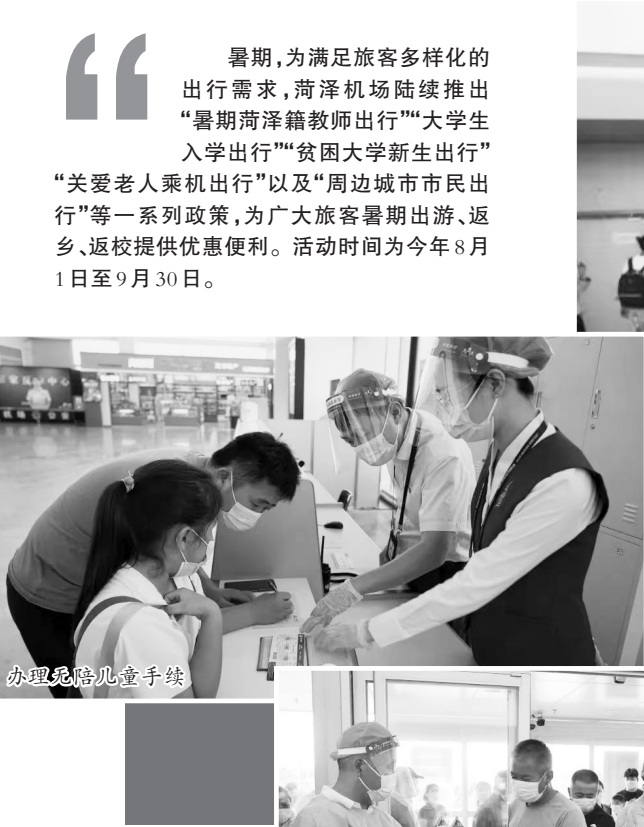 暑期,为满足旅客多样化的
出行需求,菏泽机场陆续推出
“暑期菏泽籍教师出行”“大学生
入学出行”“贫困大学新生出行”
“关爱老人乘机出行”以及“周边城市市民出
行”等一系列政策,为广大旅客暑期出游、返
乡、返校提供优惠便利。活动时间为今年8月
1日至9月30日。
办理无陪儿童手续